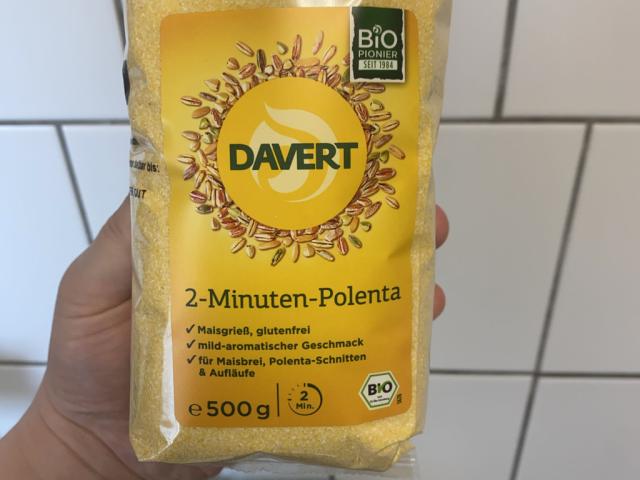 BIO
PIONIER
SEIT 1984
DAVERT
2-Minuten-Polenta
✓ Maisgrieß, glutenfrei
✓ mild-aromatischer Geschmack
✓ für Maisbrei, Polenta-Schnitten
& Aufläufe
℮ 500 g
2
Min.
BIO
bis: